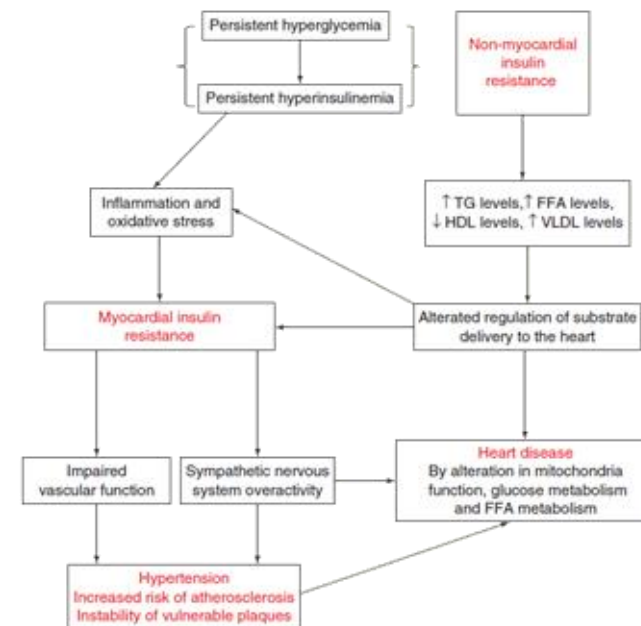 Persistent hyperglycemia
Persistent hyperinsulinemia
Non-myocardial
insulin
resistance
Inflammation and
oxidative stress
↑ TG levels,↑ FFA levels,
↓ HDL levels, ↑ VLDL levels
Myocardial insulin
resistance
Alterated regulation of substrate
delivery to the heart
Impaired
vascular function
Sympathetic nervous
system overactivity
Heart disease
By alteration in mitochondria
function, glucose metabolism
and FFA metabolism
Hypertension
Increased risk of atherosclerosis
Instability of vulnerable plaques